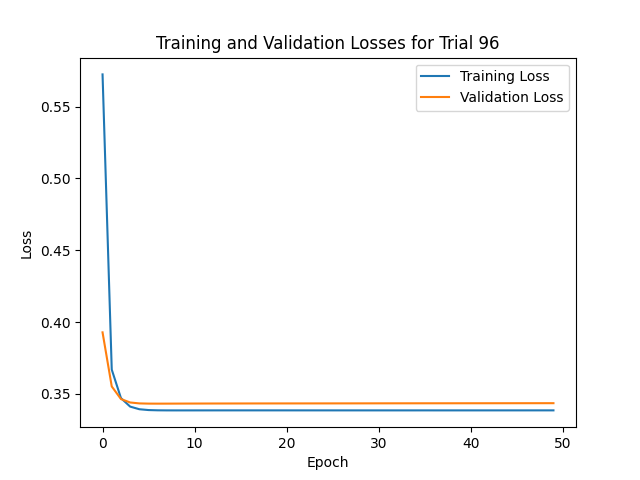 Training and Validation Losses for Trial 96
Training Loss
Validation Loss
Loss
0.55
0.50
0.45
0.40
0.35
0
10
20
30
40
50
Epoch